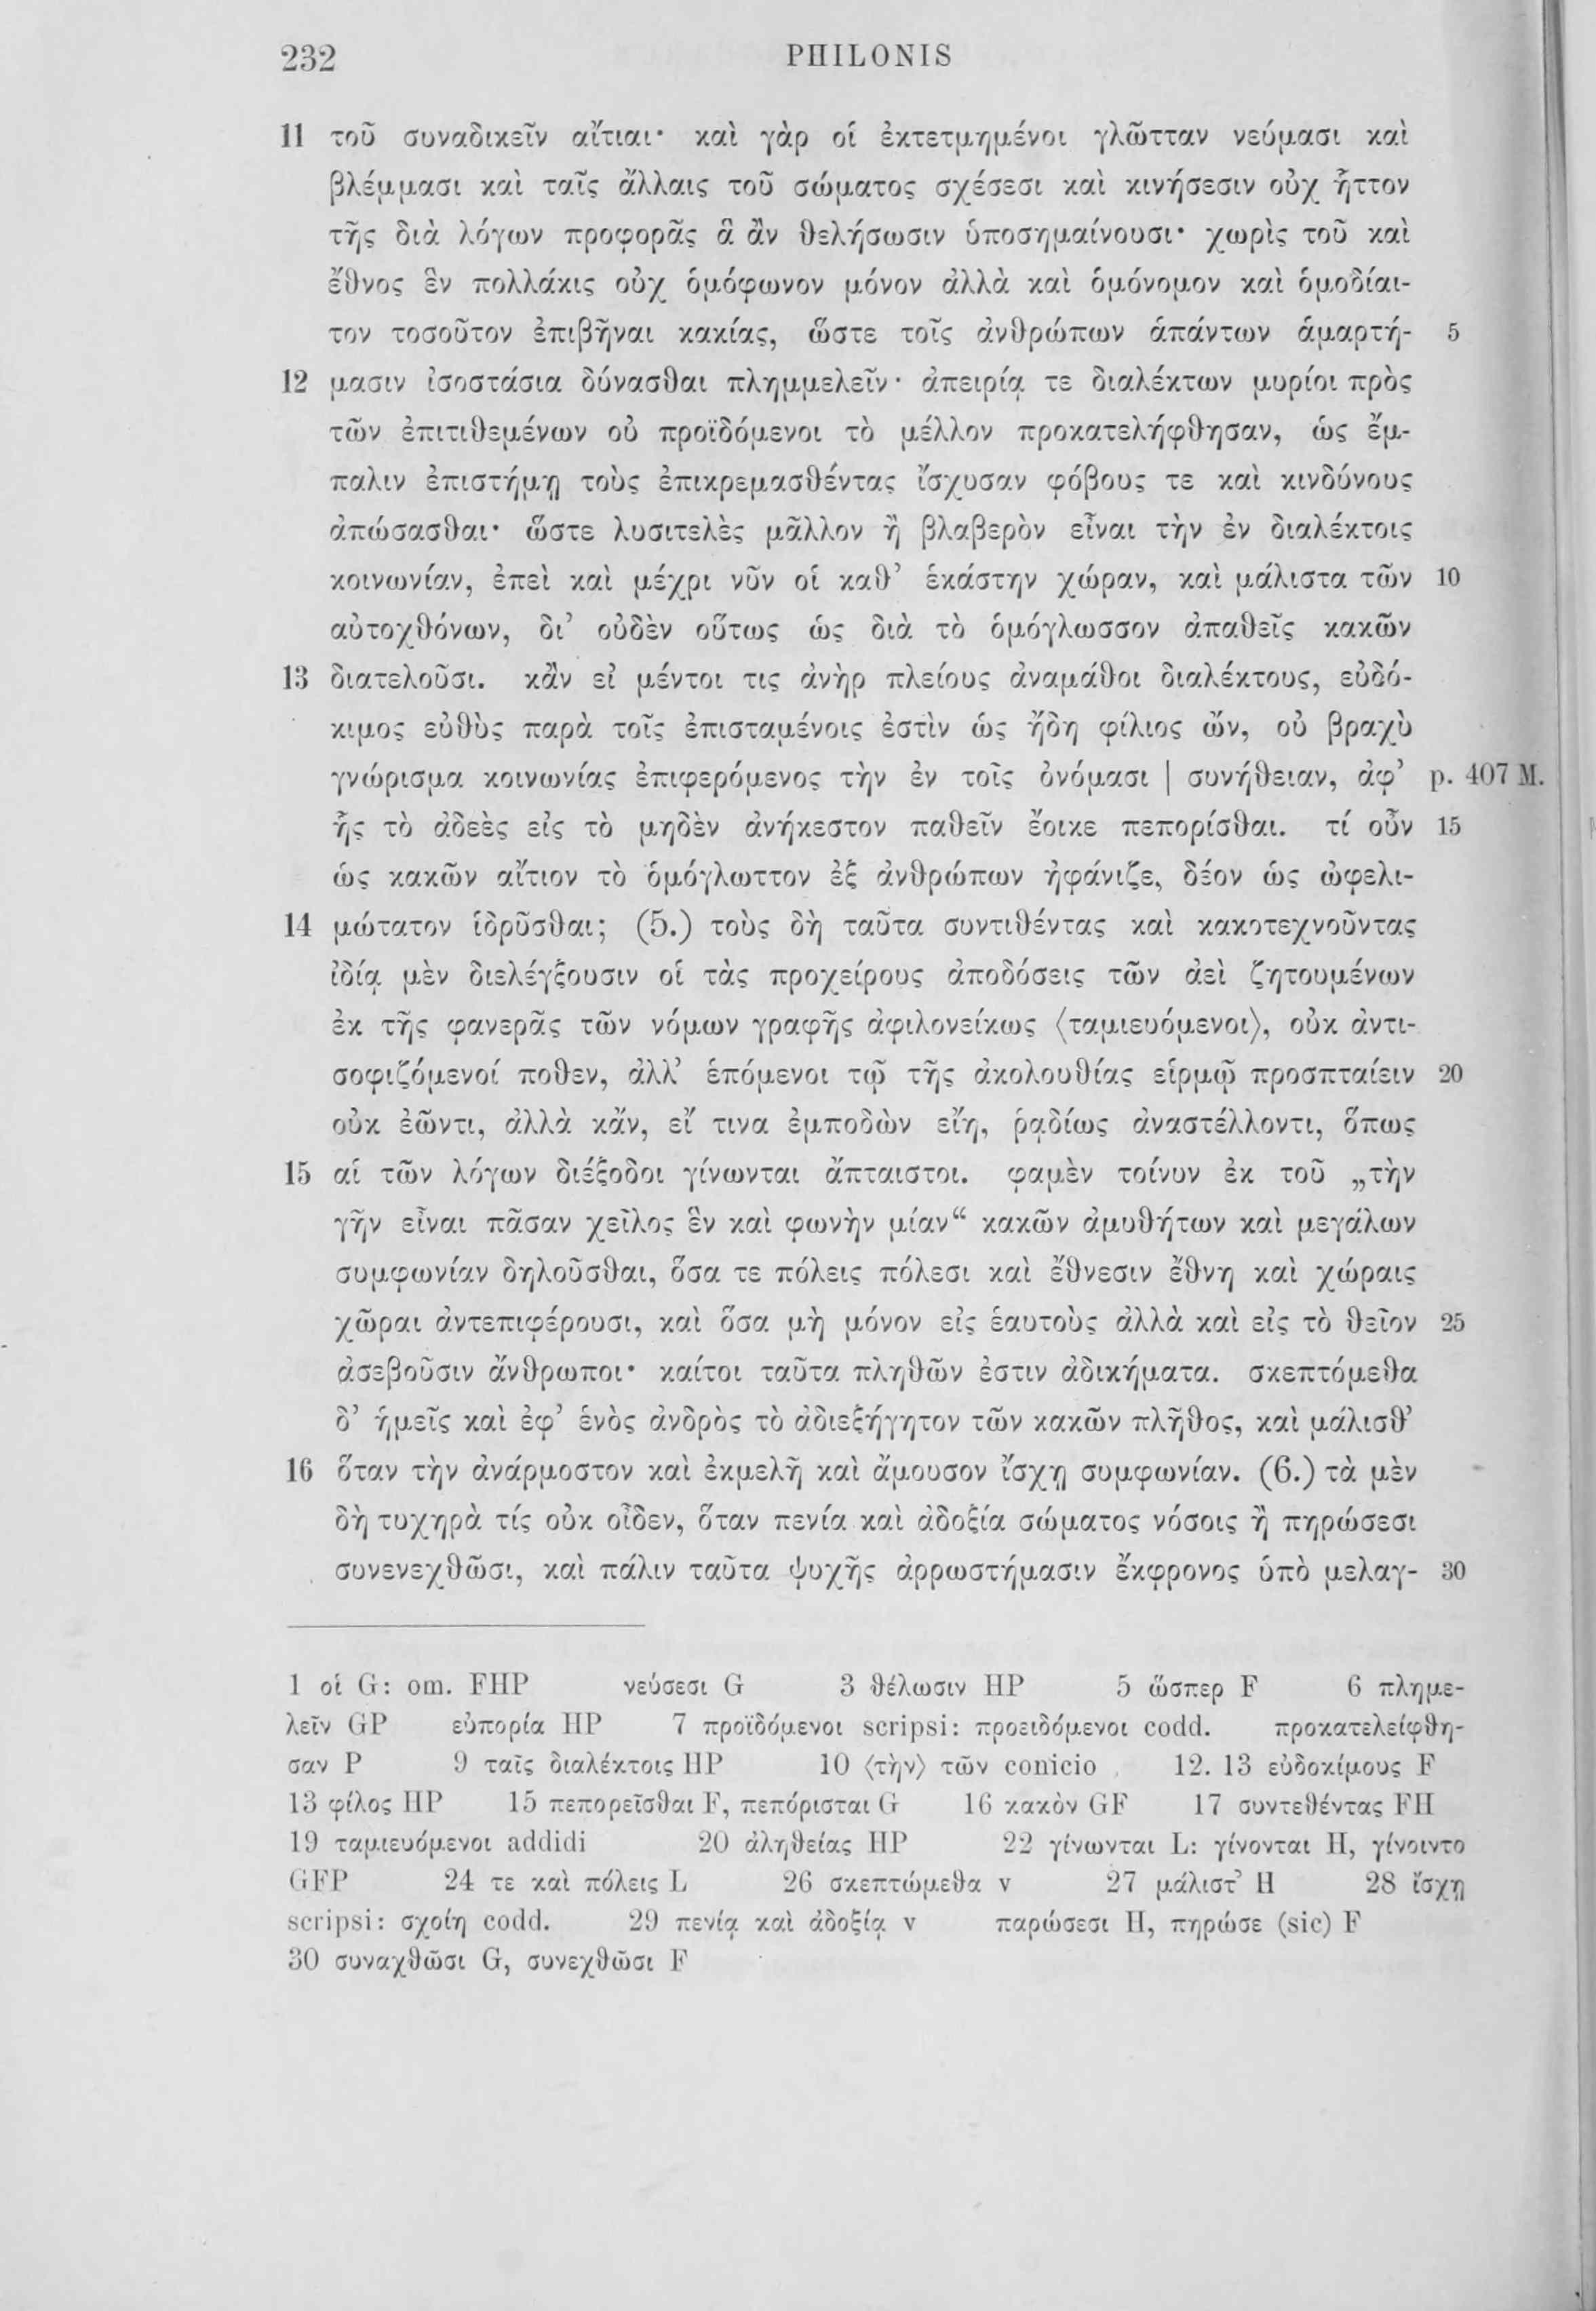 232 PHILONIS
11 τοῦ συναδικεῖν αἴτιαι· καὶ γὰρ οἱ ἐκτετμημένοι γλῶτταν νεύμασι καὶ
βλέμμασι καὶ ταῖς ἄλλαις τοῦ σώματος σχέσεσι καὶ κινήσεσιν οὐχ ἧττον
τῆς διὰ λόγων προφορᾶς ἃ ἂν θελήσωσιν ὑποσημαίνουσι· χωρὶς τοῦ καὶ
ἔθνος ἓν πολλάκις οὐχ ὁμόφωνον μόνον ἀλλὰ καὶ ὁμόνομον καὶ ὁμοδίαι-
τον τοσοῦτον ἐπιβῆναι κακίας, ὥστε τοῖς ἀνθρώπων ἁπάντων ἁμαρτή- 5
12 μασιν ἰσοστάσια δύνασθαι πλημμελεῖν· ἀπειρίᾳ τε διαλέκτων μυρίοι πρὸς
τῶν ἐπιτιθεμένων οὐ προϊδόμενοι τὸ μέλλον προκατελήφθησαν, ὡς ἔμ-
παλιν ἐπιστήμῃ τοὺς ἐπικρεμασθέντας ἴσχυσαν φόβους τε καὶ κινδύνους
ἀπώσασθαι· ὥστε λυσιτελὲς μᾶλλον ἢ βλαβερὸν εἶναι τὴν ἐν διαλέκτοις
κοινωνίαν, ἐπεὶ καὶ μέχρι νῦν οἱ καθ’ ἑκάστην χώραν, καὶ μάλιστα τῶν 10
αὐτοχθόνων, δι’ οὐδὲν οὕτως ὡς διὰ τὸ ὁμόγλωσσον ἀπαθεῖς κακῶν
13 διατελοῦσι. κἂν εἰ μέντοι τις ἀνὴρ πλείους ἀναμάθοι διαλέκτους, εὐδό-
κιμος εὐθὺς παρὰ τοῖς ἐπισταμένοις ἐστὶν ὡς ἤδη φίλιος ὤν, οὐ βραχὺ
γνώρισμα κοινωνίας ἐπιφερόμενος τὴν ἐν τοῖς ὀνόμασι | συνήθειαν, ἀφ’ p. 407 M.
ἧς τὸ ἀδεὲς εἰς τὸ μηδὲν ἀνήκεστον παθεῖν ἔοικε πεπορίσθαι. τί οὖν 15
ὡς κακῶν αἴτιον τὸ ὁμόγλωττον ἐξ ἀνθρώπων ἠφάνιζε, δέον ὡς ὠφελι-
14 μώτατον ἱδρῦσθαι; (5.) τοὺς δὴ ταῦτα συντιθέντας καὶ κακοτεχνοῦντας
ἰδίᾳ μὲν διελέγξουσιν οἱ τὰς προχείρους ἀποδόσεις τῶν ἀεὶ ζητουμένων
ἐκ τῆς φανερᾶς τῶν νόμων γραφῆς ἀφιλονείκως ⟨ταμιευόμενοι⟩, οὐκ ἀντι-
σοφιζόμενοί ποθεν, ἀλλ’ ἑπόμενοι τῷ τῆς ἀκολουθίας εἱρμῷ προσπταίειν 20
οὐκ ἐῶντι, ἀλλὰ κἄν, εἴ τινα ἐμποδὼν εἴη, ῥᾳδίως ἀναστέλλοντι, ὅπως
15 αἱ τῶν λόγων διέξοδοι γίνωνται ἄπταιστοι. φαμὲν τοίνυν ἐκ τοῦ „τὴν
γῆν εἶναι πᾶσαν χεῖλος ἓν καὶ φωνὴν μίαν“ κακῶν ἀμυθήτων καὶ μεγάλων
συμφωνίαν δηλοῦσθαι, ὅσα τε πόλεις πόλεσι καὶ ἔθνεσιν ἔθνη καὶ χώραις
χῶραι ἀντεπιφέρουσι, καὶ ὅσα μὴ μόνον εἰς ἑαυτοὺς ἀλλὰ καὶ εἰς τὸ θεῖον 25
ἀσεβοῦσιν ἄνθρωποι· καίτοι ταῦτα πληθῶν ἐστιν ἀδικήματα. σκεπτόμεθα
δ’ ἡμεῖς καὶ ἐφ’ ἑνὸς ἀνδρὸς τὸ ἀδιεξήγητον τῶν κακῶν πλῆθος, καὶ μάλισθ’
16 ὅταν τὴν ἀνάρμοστον καὶ ἐκμελῆ καὶ ἄμουσον ἴσχῃ συμφωνίαν. (6.) τὰ μὲν
δὴ τυχηρὰ τίς οὐκ οἶδεν, ὅταν πενία καὶ ἀδοξία σώματος νόσοις ἢ πηρώσεσι
συνενεχθῶσι, καὶ πάλιν ταῦτα ψυχῆς ἀρρωστήμασιν ἔκφρονος ὑπὸ μελαγ- 30
1 οἱ G: om. FHP νεύσεσι G 3 θέλωσιν HP 5 ὥσπερ F 6 πλημε-
λεῖν GP εὐπορία HP 7 προϊδόμενοι scripsi: προειδόμενοι codd. προκατελείφθη-
σαν P 9 ταῖς διαλέκτοις HP 10 ⟨τὴν⟩ τῶν conicio 12. 13 εὐδοκίμους F
13 φίλος HP 15 πεπορεῖσθαι F, πεπόρισται G 16 κακὸν GF 17 συντεθέντας FH
19 ταμιευόμενοι addidi 20 ἀληθείας HP 22 γίνωνται L: γίνονται H, γίνοιντο
GFP 24 τε καὶ πόλεις L 26 σκεπτώμεθα v 27 μάλιστ’ H 28 ἴσχῃ
scripsi: σχοίη codd. 29 πενίᾳ καὶ ἀδοξίᾳ v παρώσεσι H, πηρώσε (sic) F
30 συναχθῶσι G, συνεχθῶσι F